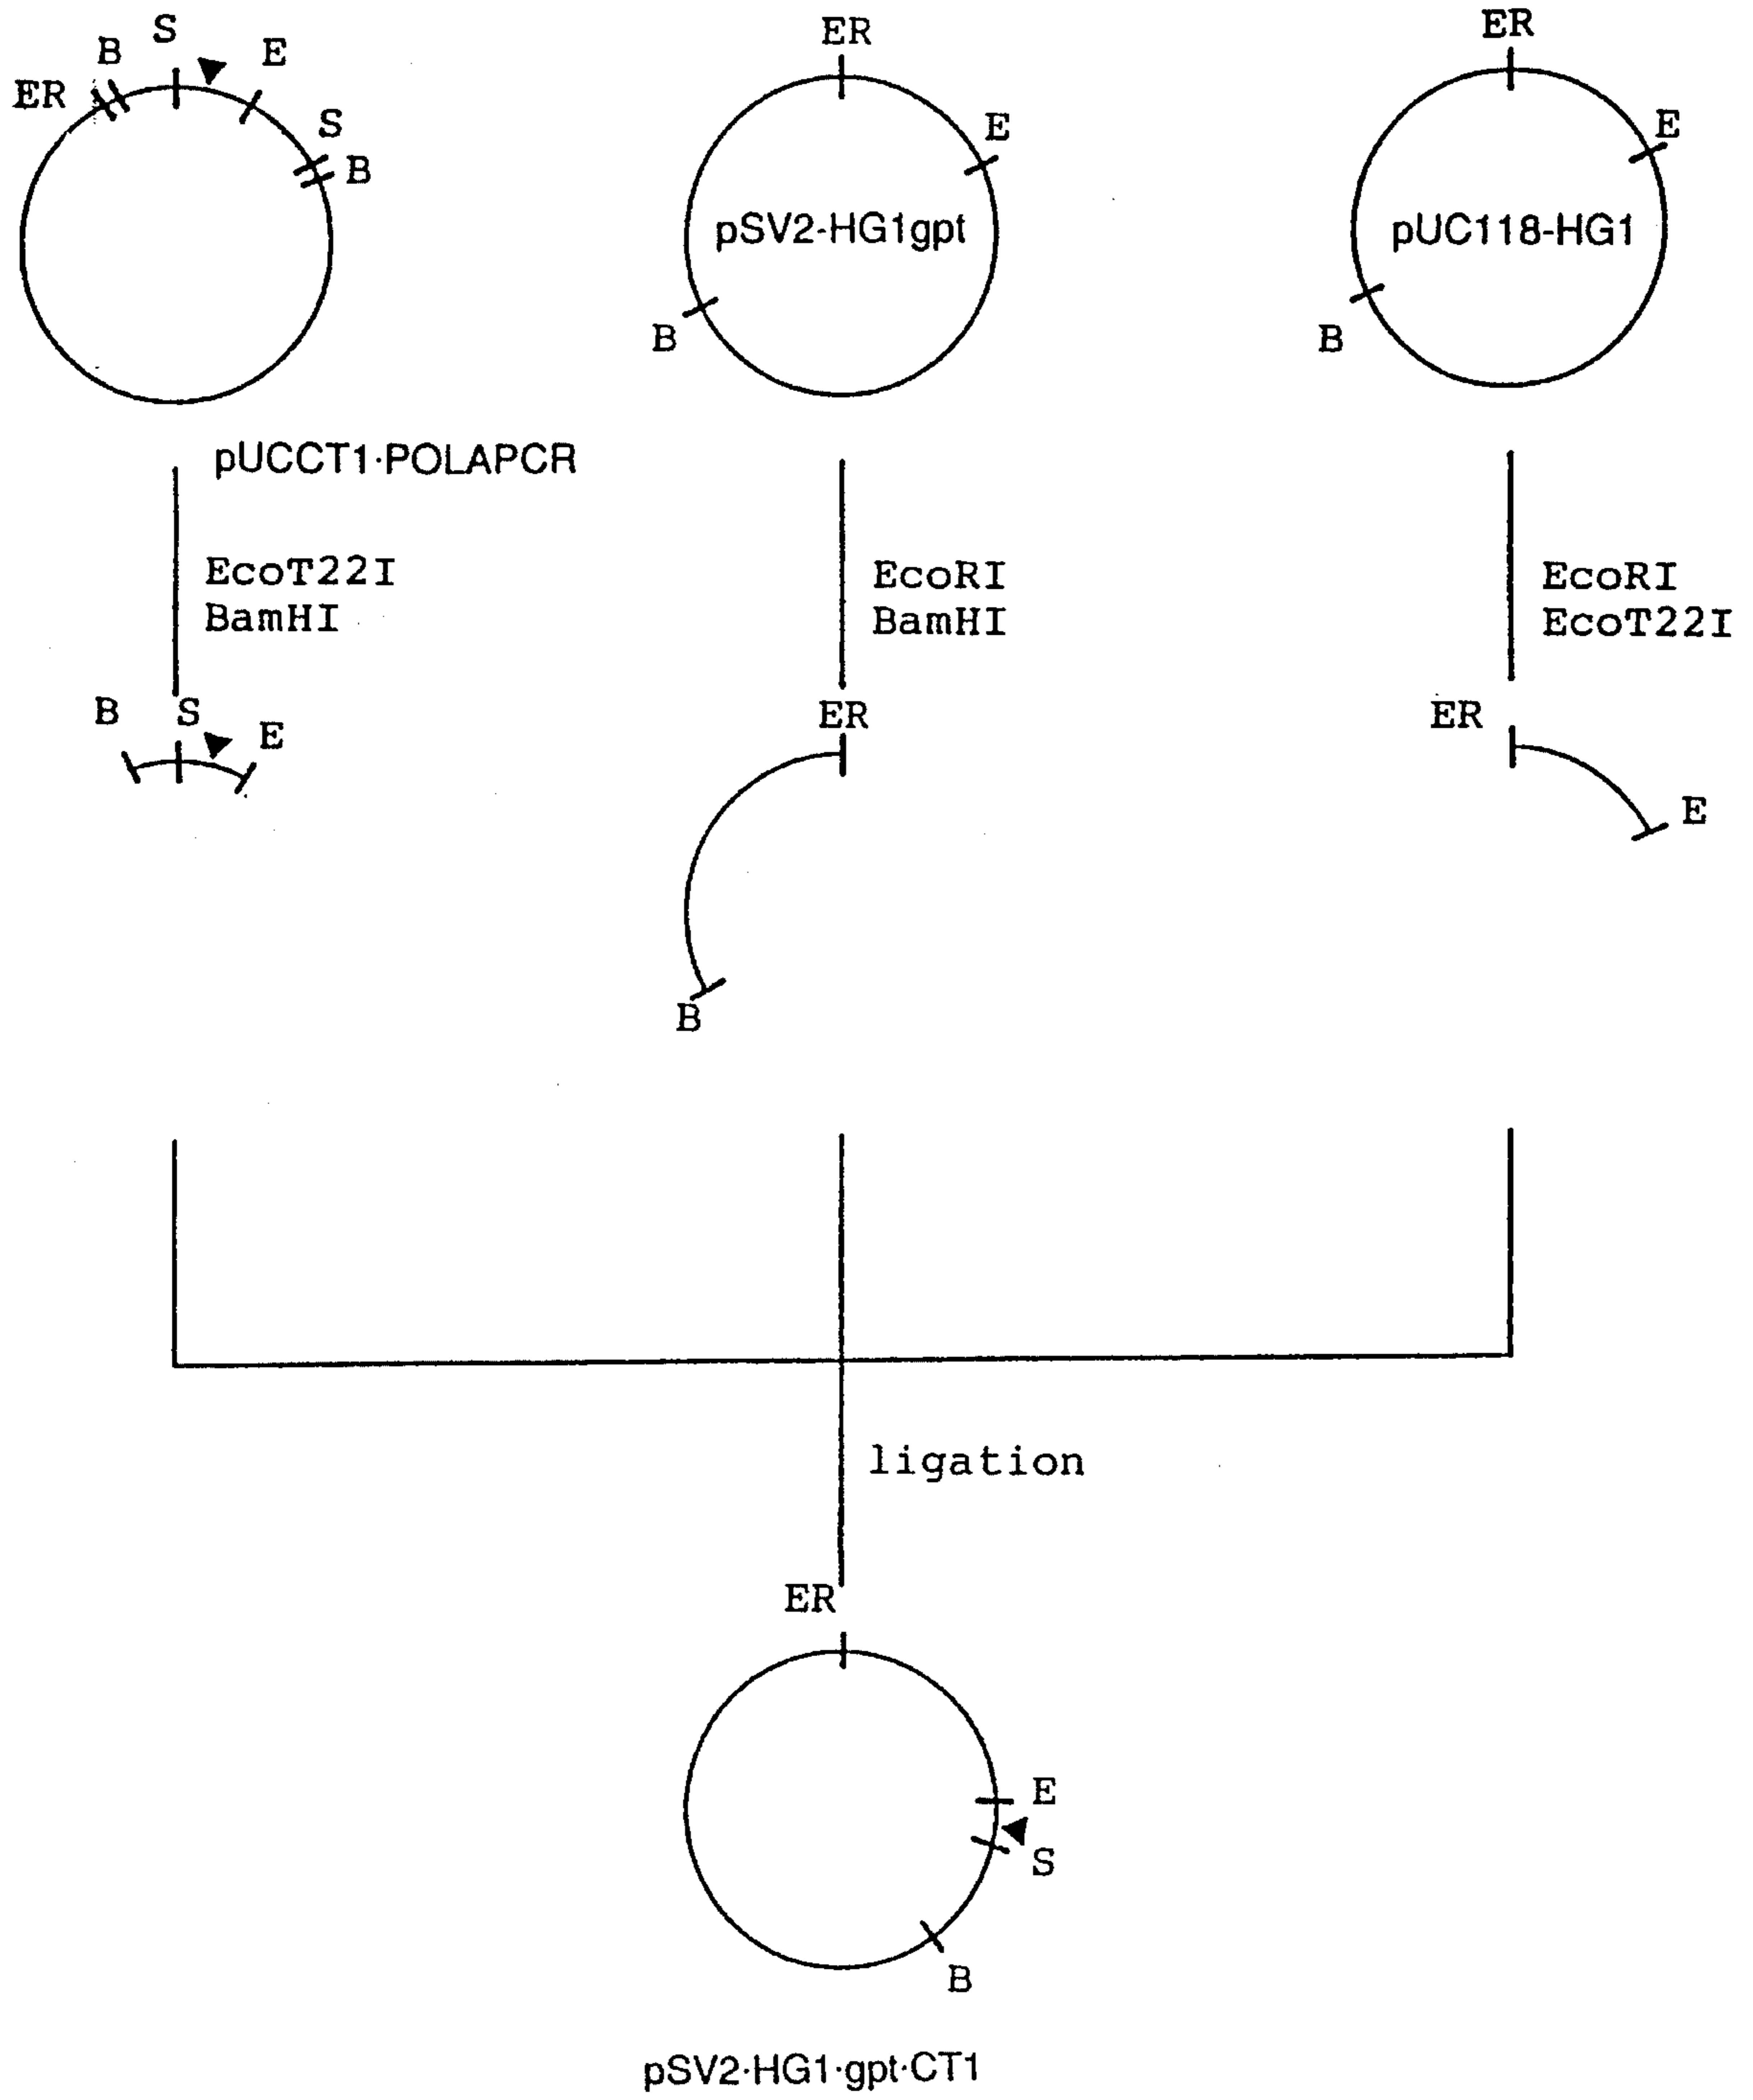 S
B
E
ER
S
B
pUCCT1·POLAPCR
EcoT22I
BamHI
B
S
E
ER
E
pSV2-HG1gpt
B
EcoRI
BamHI
ER
B
ER
E
pUC118-HG1
B
EcoRI
EcoT22I
ER
E
ligation
ER
E
S
B
pSV2·HG1·gpt·CT1